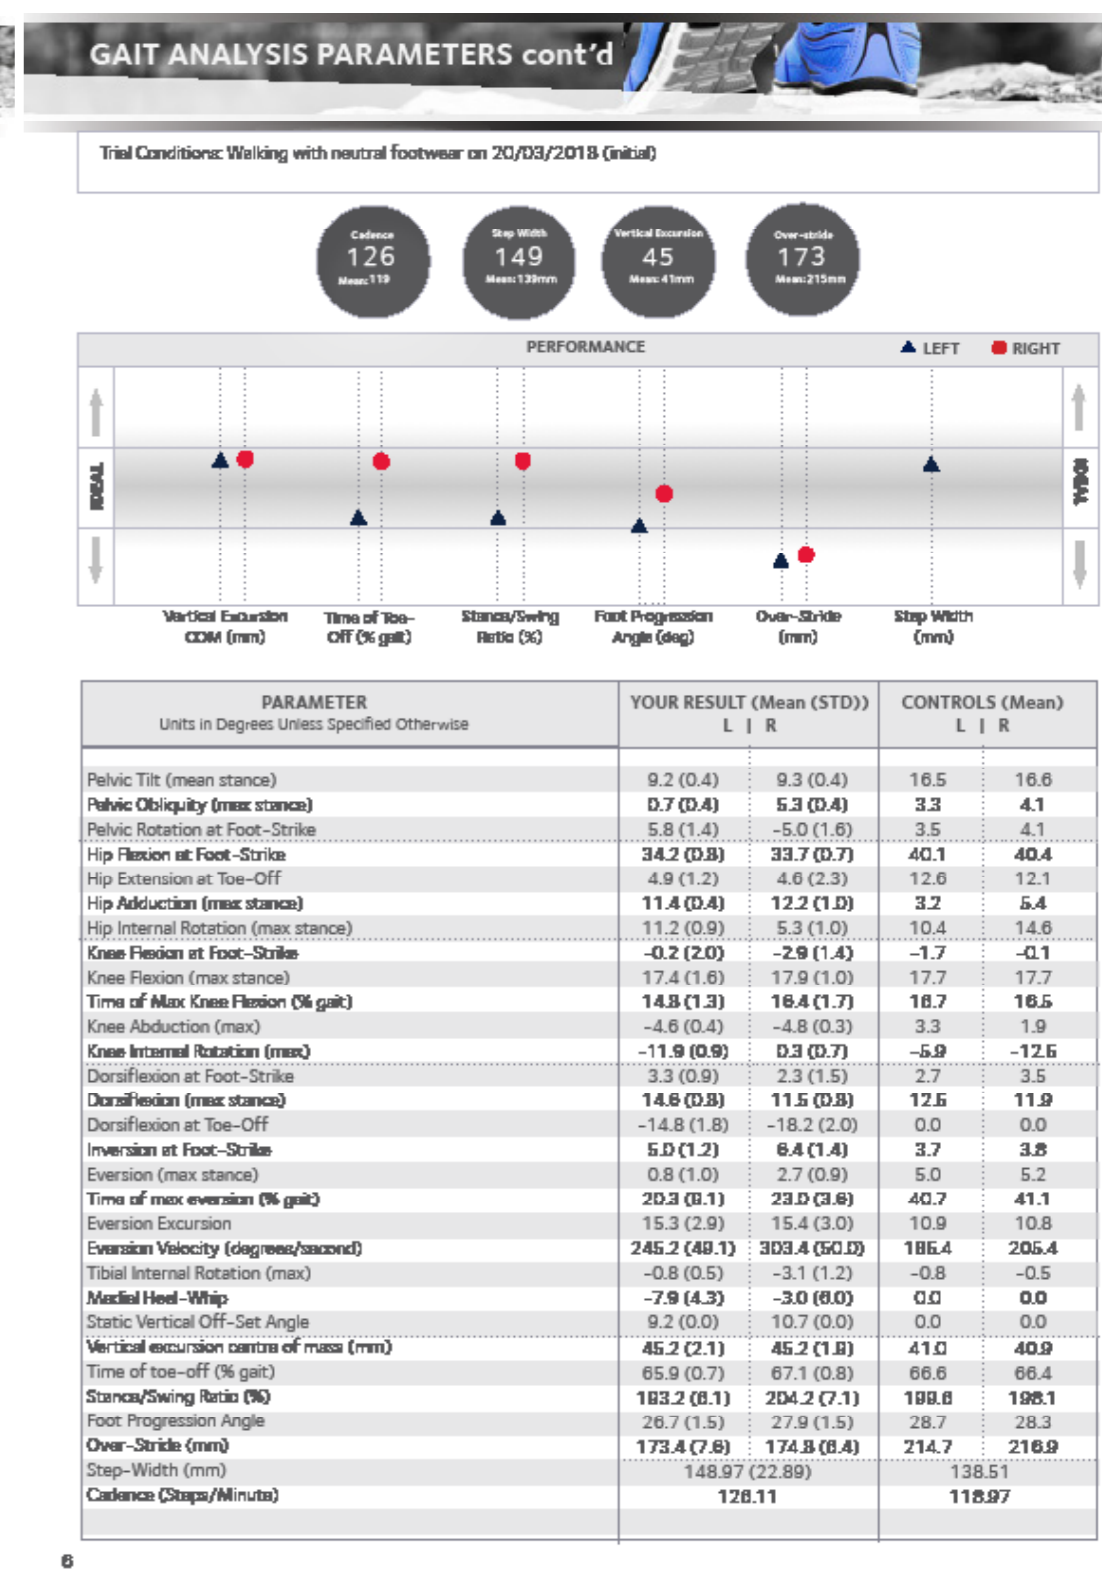 GAIT ANALYSIS PARAMETERS cont'd
Trial Conditions: Walking with neutral footwear on 20/03/2018 (initial)
Cadence
126
Mean: 119
Step Width
149
Mean: 139mm
Vertical Excursion
45
Mean: 41mm
Over-stride
173
Mean: 215mm
PERFORMANCE
LEFT
RIGHT
IDEAL
IDEAL
Vertical Excursion
COM (mm)
Time of Toe-
Off (% gait)
Stance/Swing
Ratio (%)
Foot Progression
Angle (deg)
Over-Stride
(mm)
Step Width
(mm)
PARAMETER
Units in Degrees Unless Specified Otherwise
YOUR RESULT (Mean (STD))
L | R
CONTROLS (Mean)
L | R
Pelvic Tilt (mean stance) 9.2 (0.4) 9.3 (0.4) 16.5 16.6
Pelvic Obliquity (max stance) 0.7 (0.4) 5.3 (0.4) 3.3 4.1
Pelvic Rotation at Foot-Strike 5.8 (1.4) -5.0 (1.6) 3.5 4.1
Hip Flexion at Foot-Strike 34.2 (0.8) 33.7 (0.7) 40.1 40.4
Hip Extension at Toe-Off 4.9 (1.2) 4.6 (2.3) 12.6 12.1
Hip Adduction (max stance) 11.4 (0.4) 12.2 (1.0) 3.2 5.4
Hip Internal Rotation (max stance) 11.2 (0.9) 5.3 (1.0) 10.4 14.6
Knee Flexion at Foot-Strike -0.2 (2.0) -2.9 (1.4) -1.7 -0.1
Knee Flexion (max stance) 17.4 (1.6) 17.9 (1.0) 17.7 17.7
Time of Max Knee Flexion (% gait) 14.8 (1.3) 16.4 (1.7) 16.7 16.5
Knee Abduction (max) -4.6 (0.4) -4.8 (0.3) 3.3 1.9
Knee Internal Rotation (max) -11.9 (0.9) 0.3 (0.7) -5.9 -12.5
Dorsiflexion at Foot-Strike 3.3 (0.9) 2.3 (1.5) 2.7 3.5
Dorsiflexion (max stance) 14.6 (0.8) 11.5 (0.8) 12.5 11.9
Dorsiflexion at Toe-Off -14.8 (1.8) -18.2 (2.0) 0.0 0.0
Inversion at Foot-Strike 5.0 (1.2) 6.4 (1.4) 3.7 3.8
Eversion (max stance) 0.8 (1.0) 2.7 (0.9) 5.0 5.2
Time of max eversion (% gait) 20.3 23.0 (3.6) 40.7 41.1
Eversion Excursion 15.3 (2.9) 15.4 (3.0) 10.9 10.8
Eversion Velocity (degrees/second) 245.2 (49.1) 303.4 (50.0) 205.4
Tibial Internal Rotation (max) -0.8 (0.5) -3.1 (1.2) -0.8 -0.5
Medial Heel-Whip -7.9 (4.3) -3.0 0.0 0.0
Static Vertical Off-Set Angle 9.2 (0.0) 10.7 (0.0) 0.0 0.0
Vertical excursion centre of mass (mm) 45.2 (2.1) 45.2 41.0 40.9
Time of toe-off (% gait) 65.9 (0.7) 67.1 (0.8) 66.6 66.4
Stance/Swing Ratio (%) 193.2 204.2 (7.1) 199.6 198.1
Foot Progression Angle 26.7 (1.5) 27.9 (1.5) 28.7 28.3
Over-Stride (mm) 173.4 (7.6) 174.8 214.7 216.9
Step-Width (mm) 148.97 (22.89) 138.51
Cadence (Steps/Minute) 126.11 118.97
6